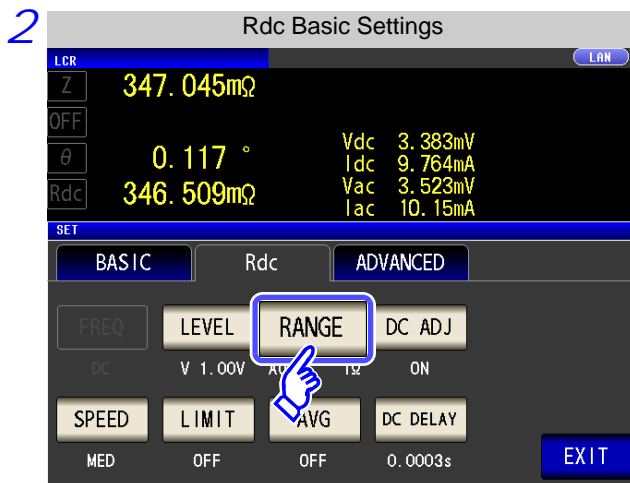 2
Rdc Basic Settings
LCR LAN
Z 347.045mΩ
OFF
θ 0.117 °
Rdc 346.509mΩ
Vdc 3.383mV
Idc 9.764mA
Vac 3.523mV
Iac 10.15mA
SET
BASIC Rdc ADVANCED
FREQ LEVEL RANGE DC ADJ
DC V 1.00V 1Ω ON
SPEED LIMIT AVG DC DELAY
MED OFF OFF 0.0003s
EXIT